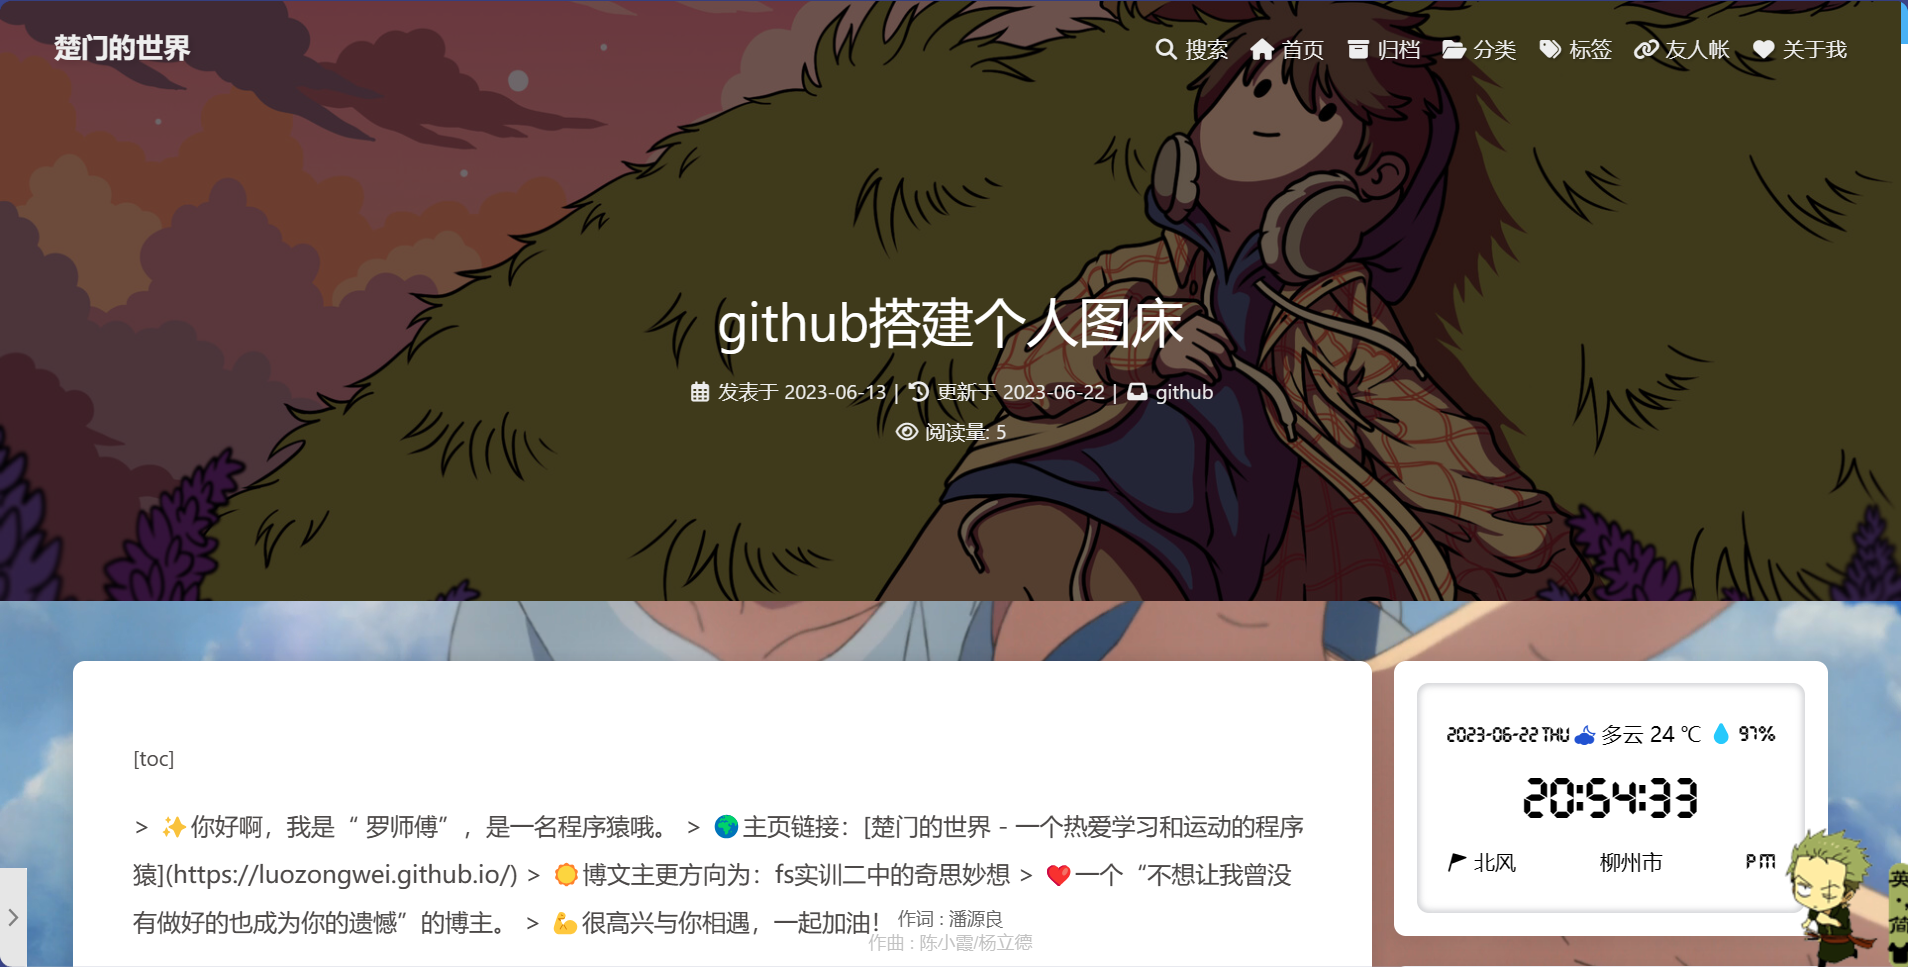 楚门的世界
搜索 首页 归档 分类 标签 友人帐 关于我
github搭建个人图床
发表于 2023-06-13 | 更新于 2023-06-22 | github
阅读量: 5
[toc]
> ✨你好啊，我是“ 罗师傅”，是一名程序猿哦。 > 🌍主页链接：[楚门的世界 - 一个热爱学习和运动的程序
猿](https://luozongwei.github.io/) > 🌞博文主更方向为：fs实训二中的奇思妙想 > ❤️一个“不想让我曾没
有做好的也成为你的遗憾”的博主。 > 💪很高兴与你相遇，一起加油！
作词 : 潘源良
作曲 : 陈小霞/杨立德
2023-06-22 THU 多云 24 ℃ 97%
20:54:33
北风 柳州市 PM
英
简